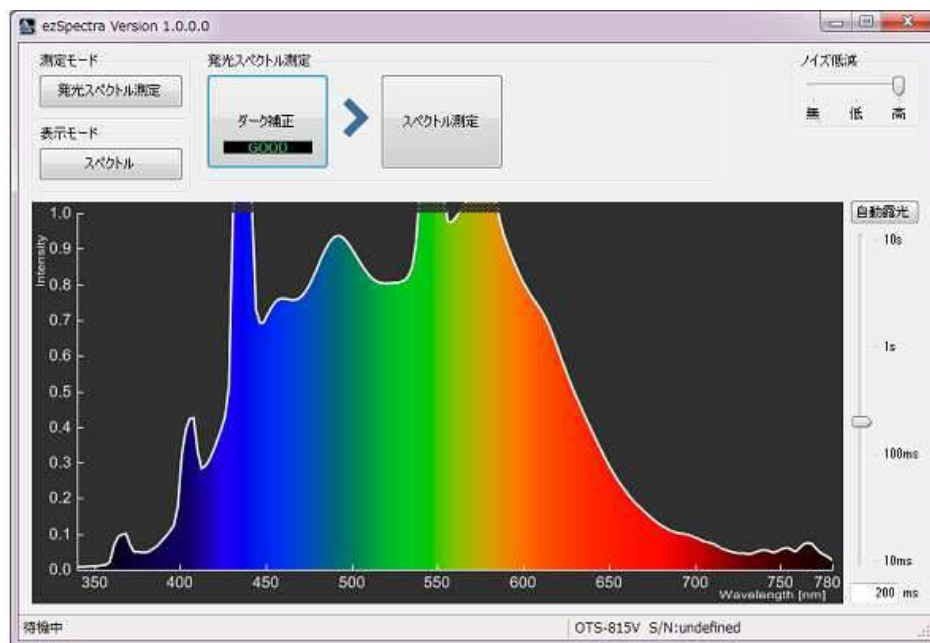 ezSpectra Version 1.0.0.0
測定モード
発光スペクトル測定
表示モード
スペクトル
発光スペクトル測定
ダーク補正
GOOD
スペクトル測定
ノイズ低減
無 低 高
自動露光
10s
1s
100ms
10ms
200 ms
Intensity
1.0
0.9
0.8
0.7
0.6
0.5
0.4
0.3
0.2
0.1
0.0
350 400 450 500 550 600 650 700 750 780
Wavelength [nm]
待機中
OTS-815V S/N:undefined